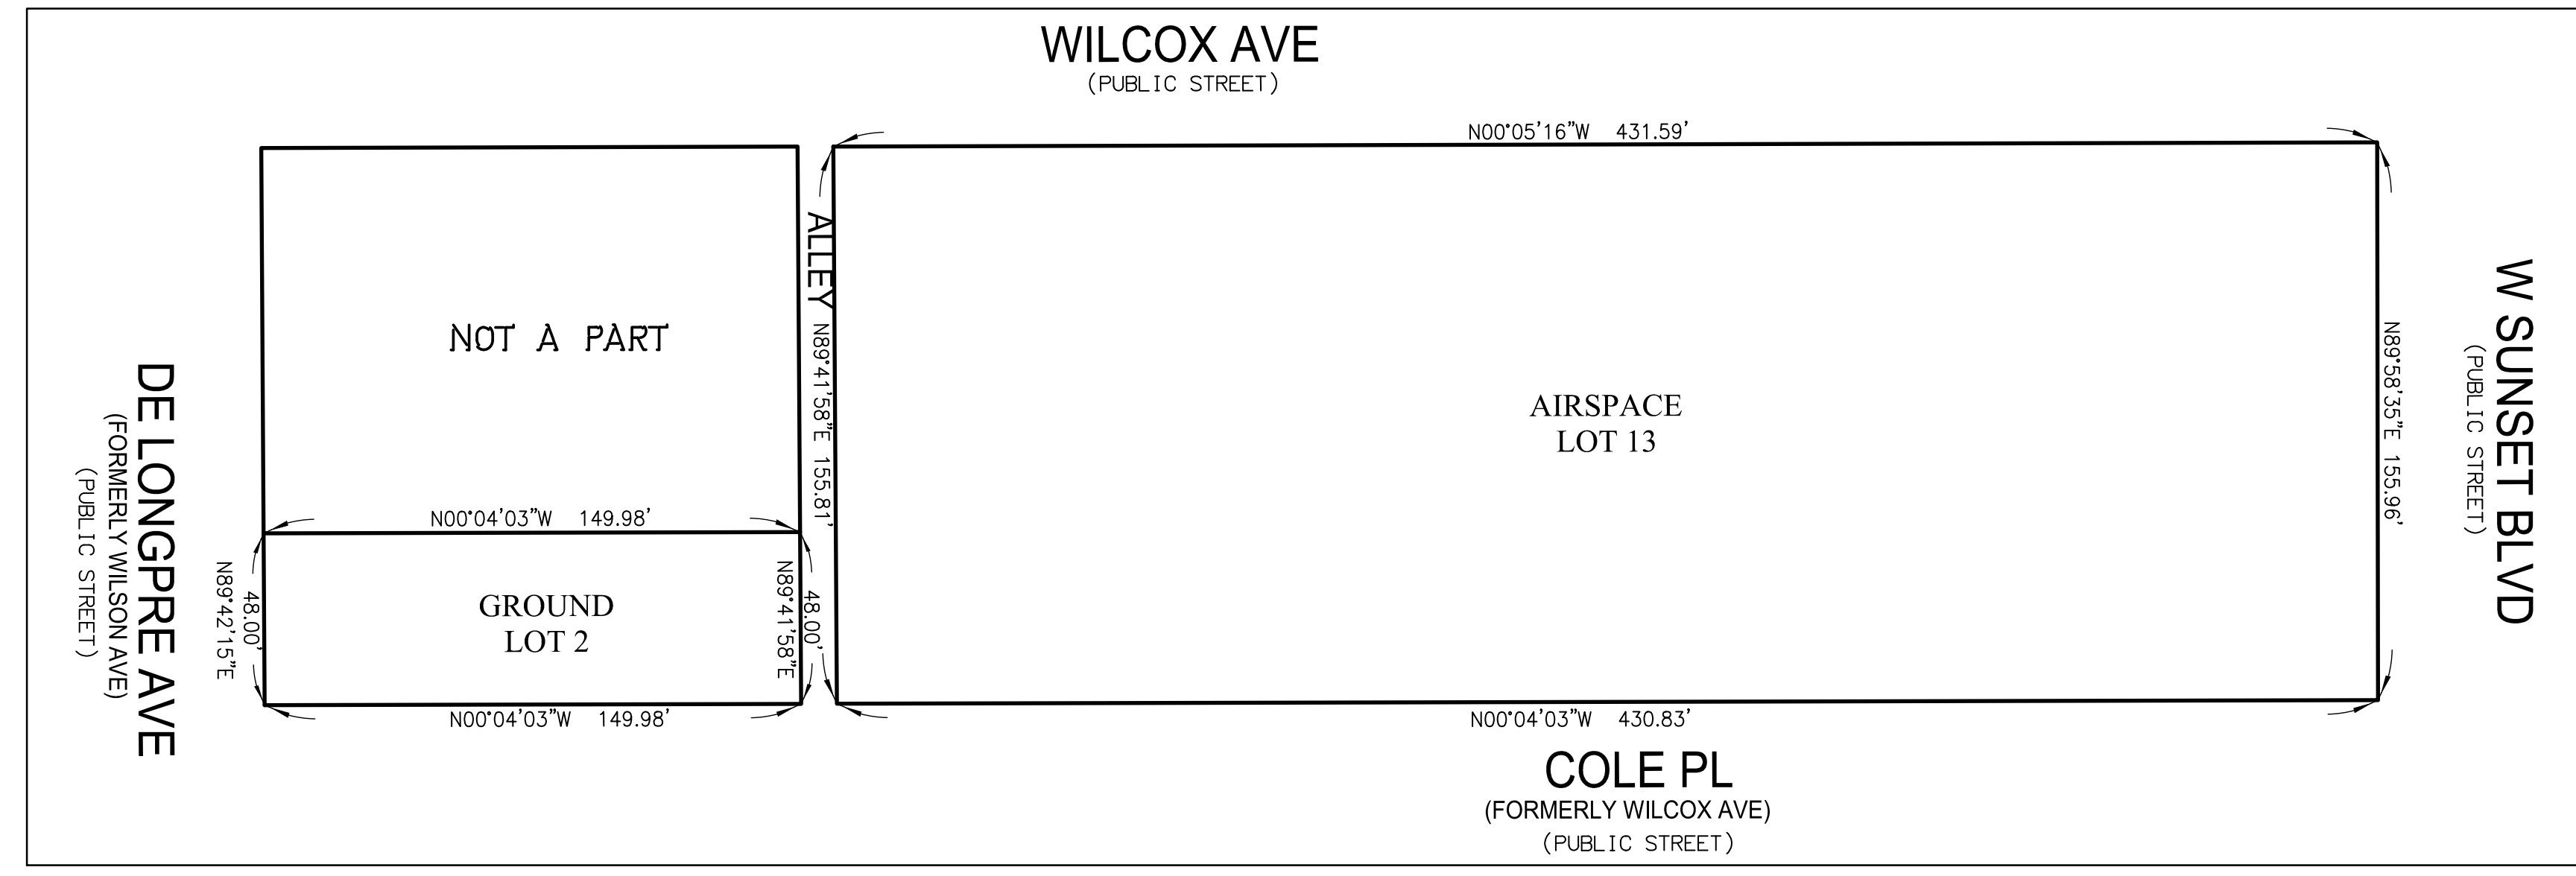 WILCOX AVE
(PUBLIC STREET)
N00°05'16"W 431.59'
ALLEY
N89°41'58"E 155.81'
NOT A PART
AIRSPACE
LOT 13
N89°58'35"E 155.96'
W SUNSET BLVD
(PUBLIC STREET)
DE LONGPRE AVE
(FORMERLY WILSON AVE)
(PUBLIC STREET)
N00°04'03"W 149.98'
48.00'
N89°42'15"E
GROUND
LOT 2
48.00'
N89°41'58"E
N00°04'03"W 149.98'
N00°04'03"W 430.83'
COLE PL
(FORMERLY WILCOX AVE)
(PUBLIC STREET)